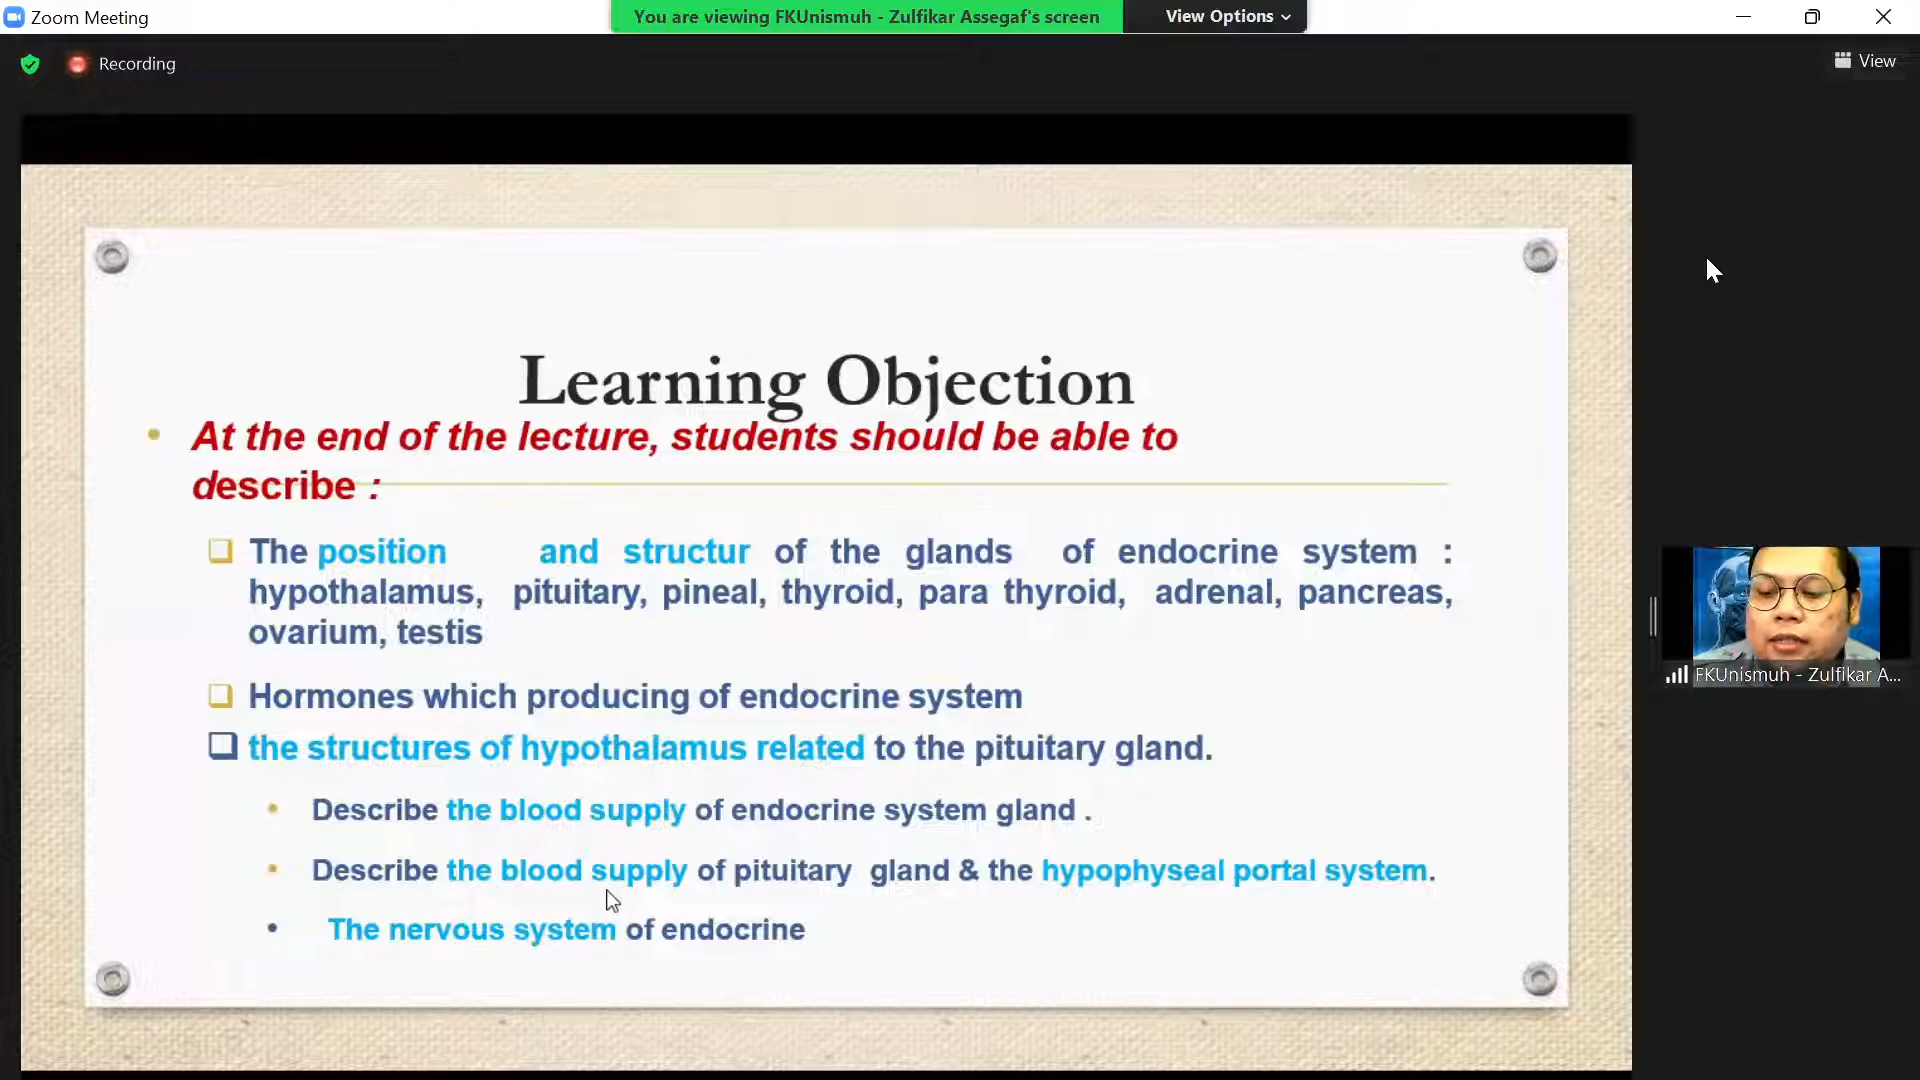 Zoom Meeting
You are viewing FKUnismuh - Zulfikar Assegaf's screen
View Options
Recording
View
Learning Objection
• At the end of the lecture, students should be able to
describe :
❑ The position and structur of the glands of endocrine system :
hypothalamus, pituitary, pineal, thyroid, para thyroid, adrenal, pancreas,
ovarium, testis
❑ Hormones which producing of endocrine system
❑ the structures of hypothalamus related to the pituitary gland.
• Describe the blood supply of endocrine system gland .
• Describe the blood supply of pituitary gland & the hypophyseal portal system.
• The nervous system of endocrine
FKUnismuh - Zulfikar A...